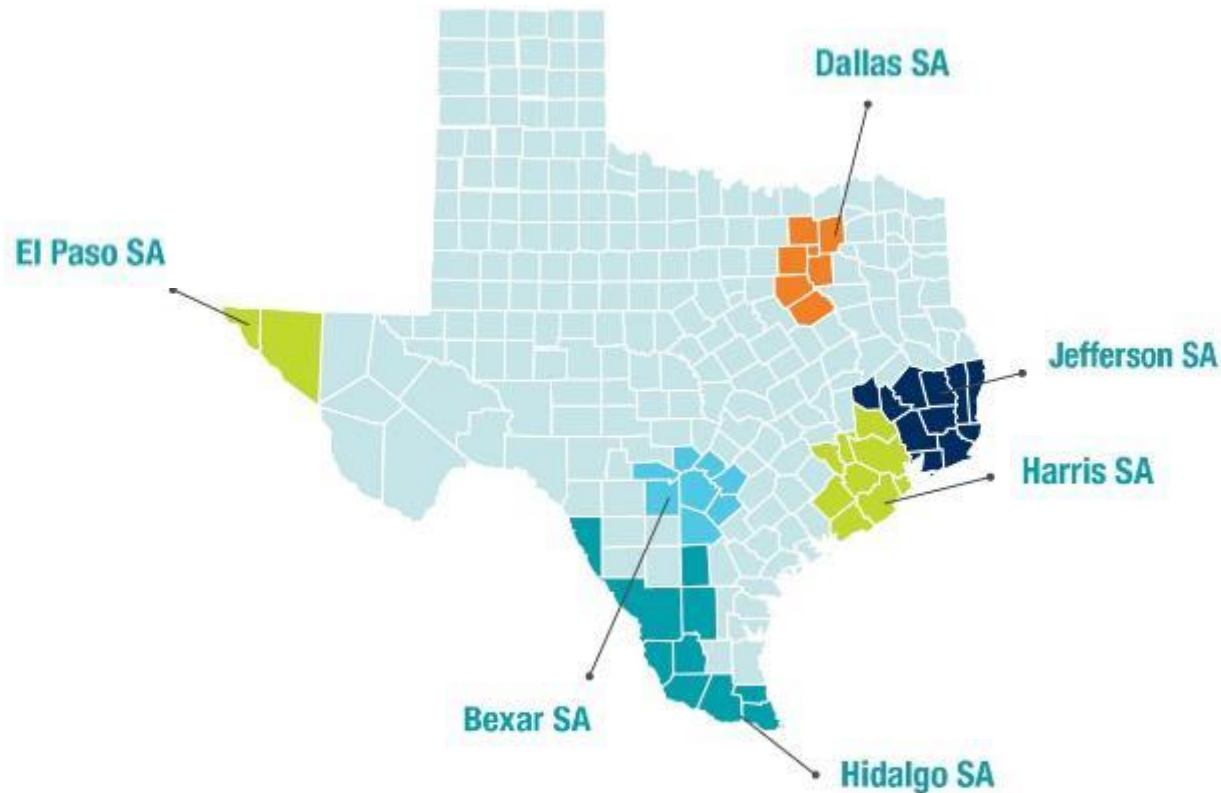 Dallas SA
El Paso SA
Jefferson SA
Harris SA
Bexar SA
Hidalgo SA